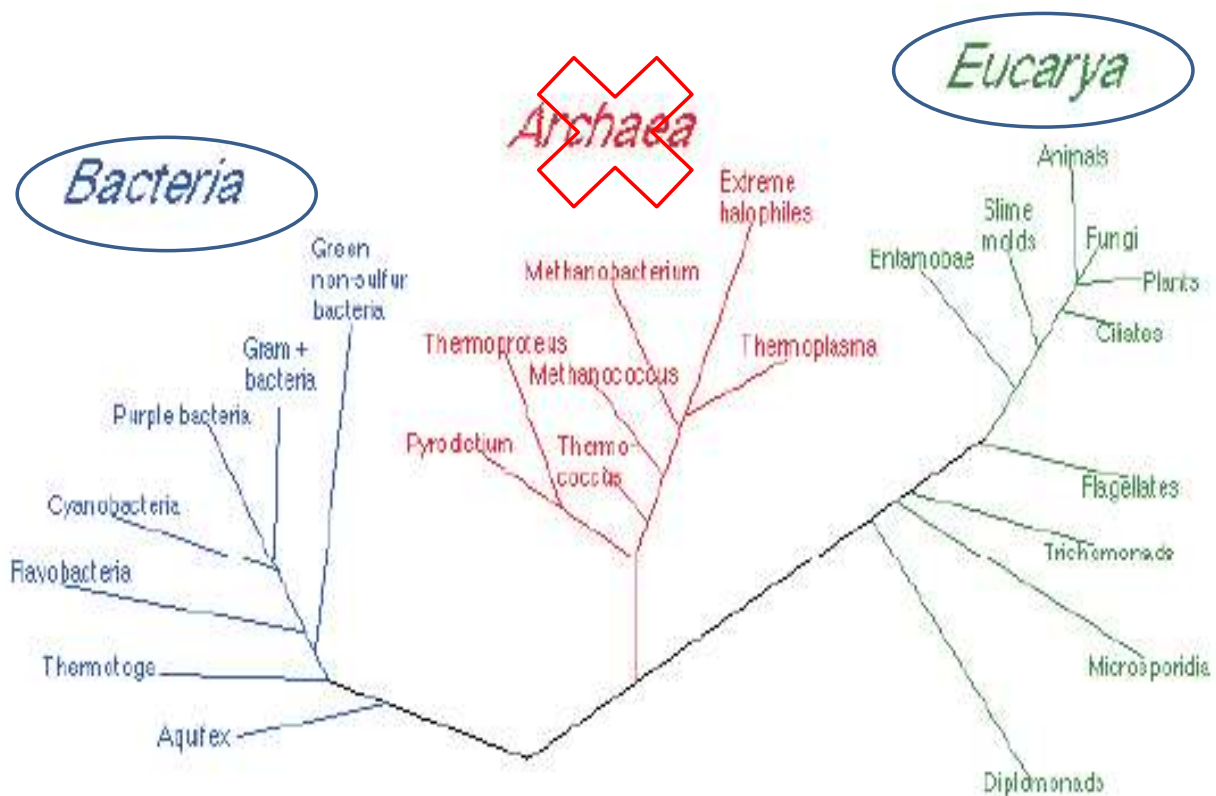 Bacteria
Archaea
Eucarya
Green
non-sulfur
bacteria
Gram +
bacteria
Purple bacteria
Cyanobacteria
Flavobacteria
Thermotoga
Aquifex
Extreme
halophiles
Methanobacterium
Thermoproteus
Methanococcus
Thermoplasma
Pyrodictium
Thermo-
coccus
Animals
Slime
molds
Entamobae
Fungi
Plants
Ciliates
Flagellates
Trichomonads
Microsporidia
Diplomonads